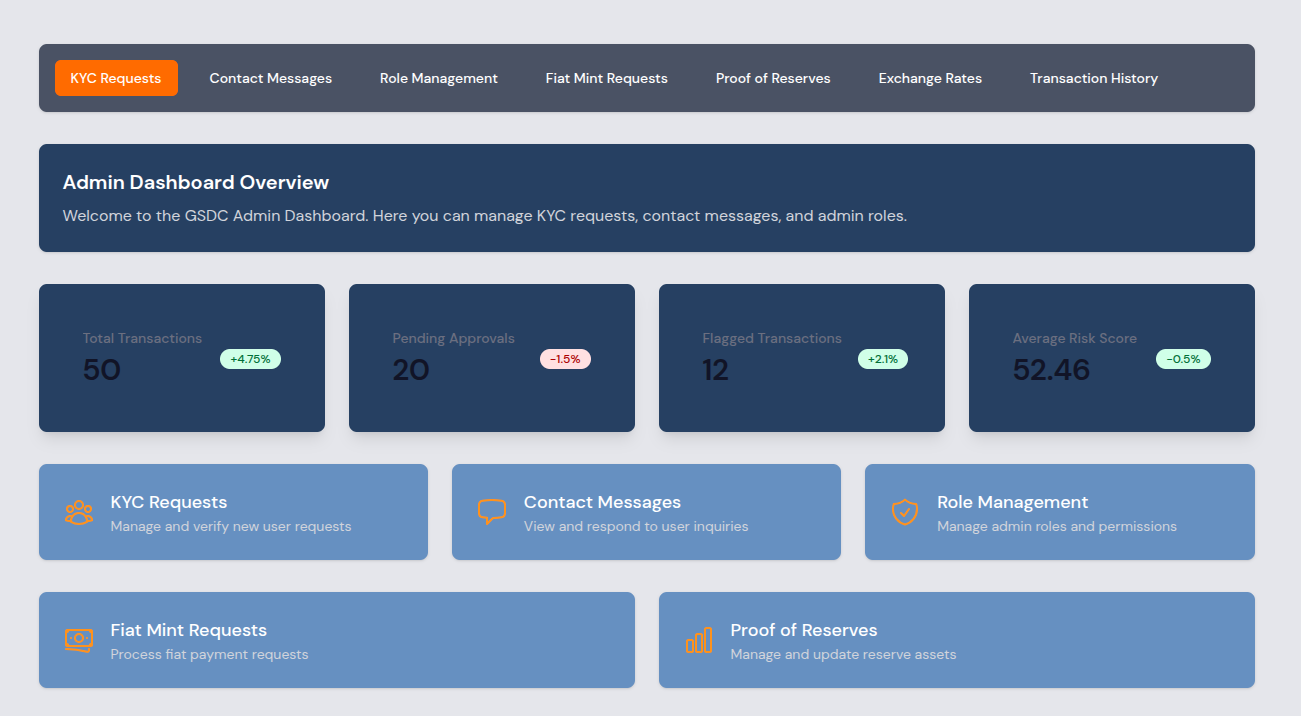 KYC Requests Contact Messages Role Management Fiat Mint Requests Proof of Reserves Exchange Rates Transaction History
Admin Dashboard Overview
Welcome to the GSDC Admin Dashboard. Here you can manage KYC requests, contact messages, and admin roles.
Total Transactions
50
+4.75%
Pending Approvals
20
-1.5%
Flagged Transactions
12
+2.1%
Average Risk Score
52.46
-0.5%
KYC Requests
Manage and verify new user requests
Contact Messages
View and respond to user inquiries
Role Management
Manage admin roles and permissions
Fiat Mint Requests
Process fiat payment requests
Proof of Reserves
Manage and update reserve assets